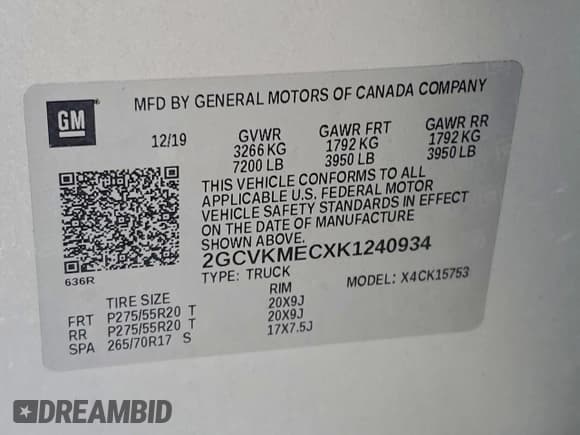 GM
MFD BY GENERAL MOTORS OF CANADA COMPANY
12/19 GVWR GAWR FRT GAWR RR
3266 KG 1792 KG 1792 KG
7200 LB 3950 LB 3950 LB
THIS VEHICLE CONFORMS TO ALL
APPLICABLE U.S. FEDERAL MOTOR
VEHICLE SAFETY STANDARDS IN EFFECT
ON THE DATE OF MANUFACTURE
SHOWN ABOVE.
636R
2GCVKMECXK1240934
TYPE: TRUCK MODEL: X4CK15753
TIRE SIZE RIM
FRT P275/55R20 T 20X9J
RR P275/55R20 T 20X9J
SPA 265/70R17 S 17X7.5J
DREAMBID